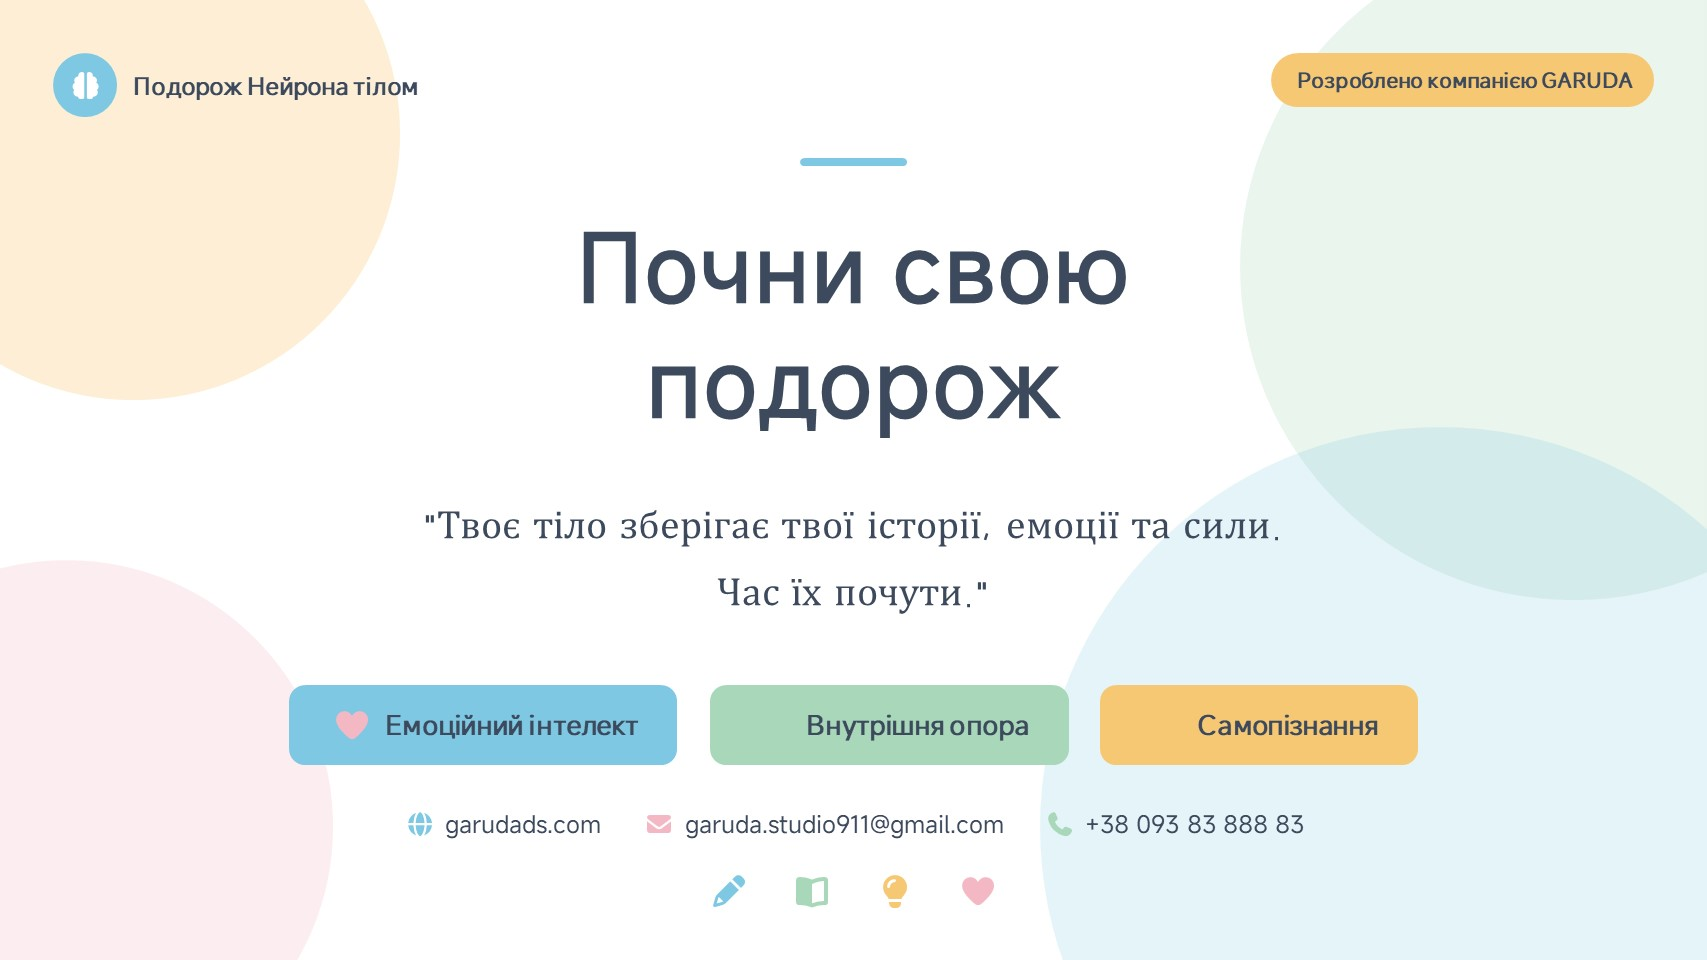 Подорож Нейрона тілом
Розроблено компанією GARUDA
Почни свою
подорож
"Твоє тіло зберігає твої історії, емоції та сили.
Час їх почути."
Емоційний інтелект
Внутрішня опора
Самопізнання
garudads.com
garuda.studio911@gmail.com
+38 093 83 888 83